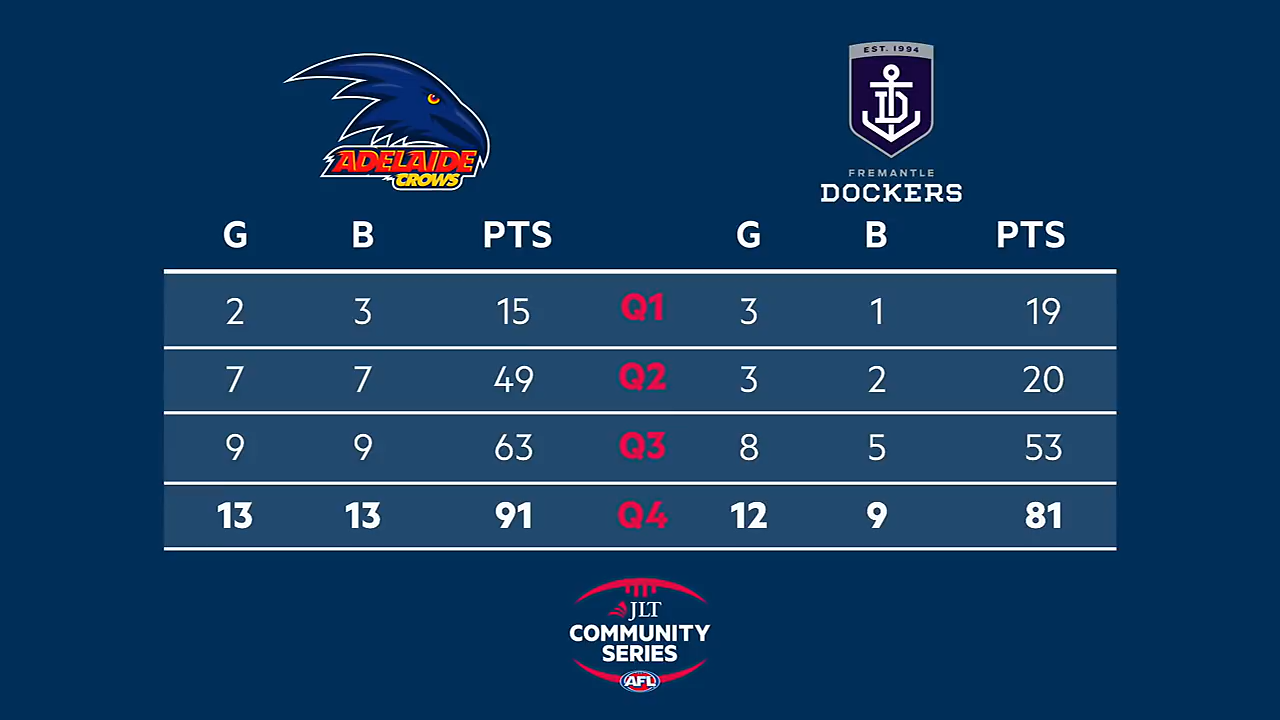 EST. 1994
D
ADELAIDE
CROWS
FREMANTLE
DOCKERS
G B PTS G B PTS
2 3 15 Q1 3 1 19
7 7 49 Q2 3 2 20
9 9 63 Q3 8 5 53
13 13 91 Q4 12 9 81
JLT
COMMUNITY
SERIES
AFL